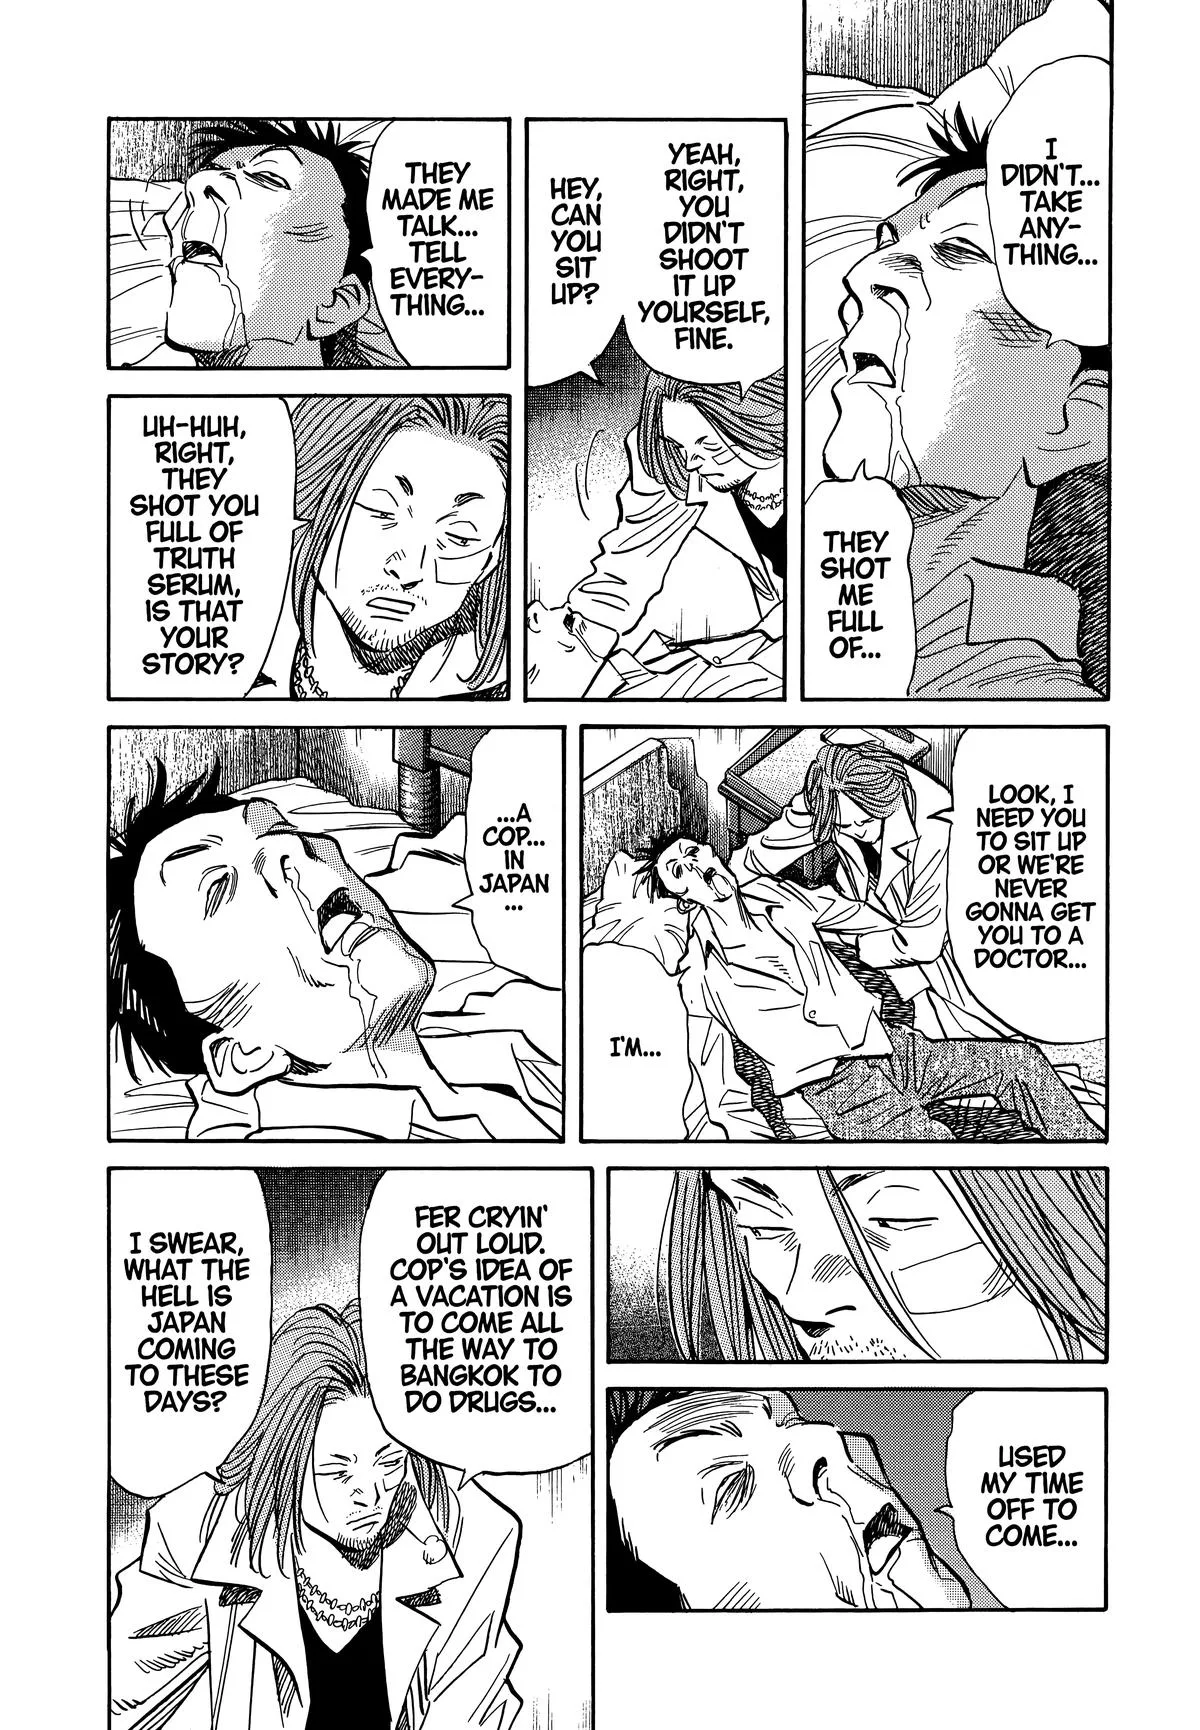 I
DIDN'T...
TAKE
ANY-
THING...
THEY
SHOT
ME
FULL
OF...
YEAH,
RIGHT,
YOU
DIDN'T
SHOOT
IT UP
YOURSELF,
FINE.
HEY,
CAN
YOU
SIT
UP?
THEY
MADE ME
TALK...
TELL
EVERY-
THING...
UH-HUH,
RIGHT,
THEY
SHOT YOU
FULL OF
TRUTH
SERUM,
IS THAT
YOUR
STORY?
LOOK, I
NEED YOU
TO SIT UP
OR WE'RE
NEVER
GONNA GET
YOU TO A
DOCTOR...
I'M...
...A
COP...
IN
JAPAN
...
USED
MY TIME
OFF TO
COME...
FER CRYIN'
OUT LOUD.
COP'S IDEA OF
A VACATION IS
TO COME ALL
THE WAY TO
BANGKOK TO
DO DRUGS...
I SWEAR,
WHAT THE
HELL IS
JAPAN
COMING
TO THESE
DAYS?